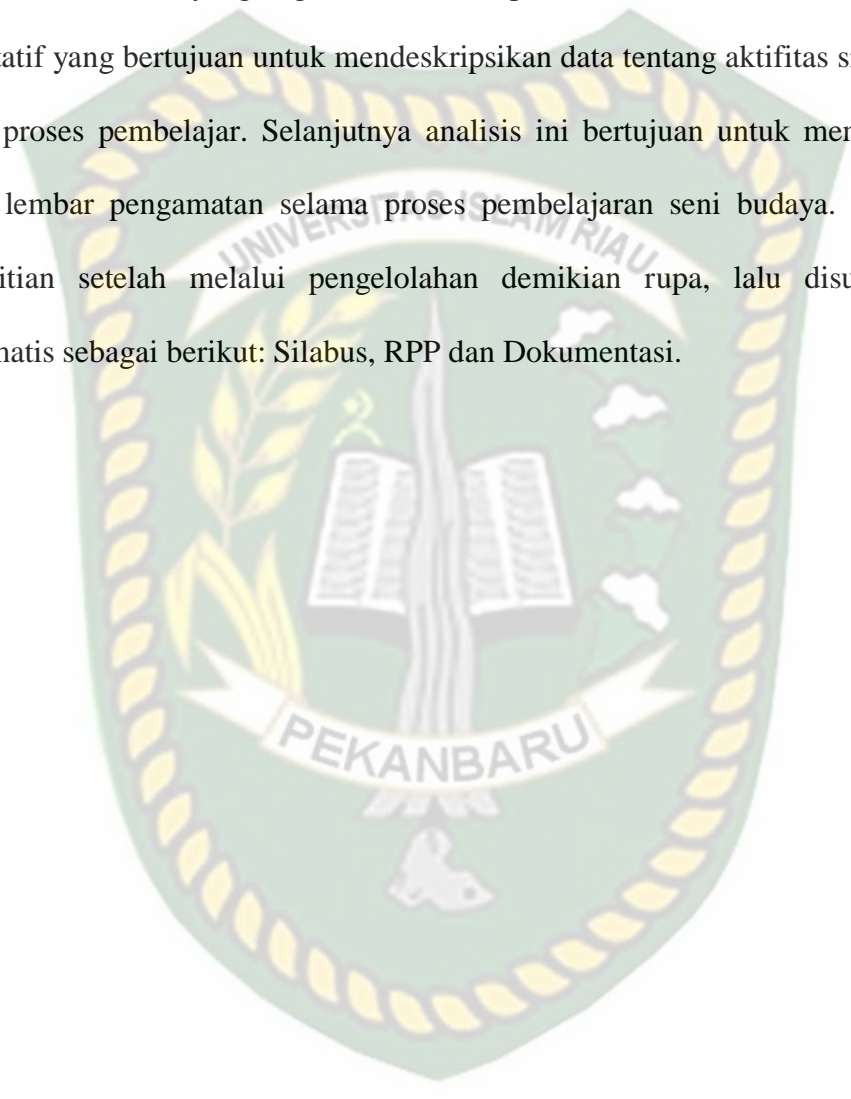 yang
tatif yang bertujuan untuk mendeskripsikan data tentang aktifitas
proses pembelajar. Selanjutnya analisis ini bertujuan untuk
lembar pengamatan selama proses pembelajaran seni budaya.
UNIVERSITAS ISLAM RIAU
itian setelah melalui pengelolahan demikian rupa, lalu
natis sebagai berikut: Silabus, RPP dan Dokumentasi.
PEKANBARU